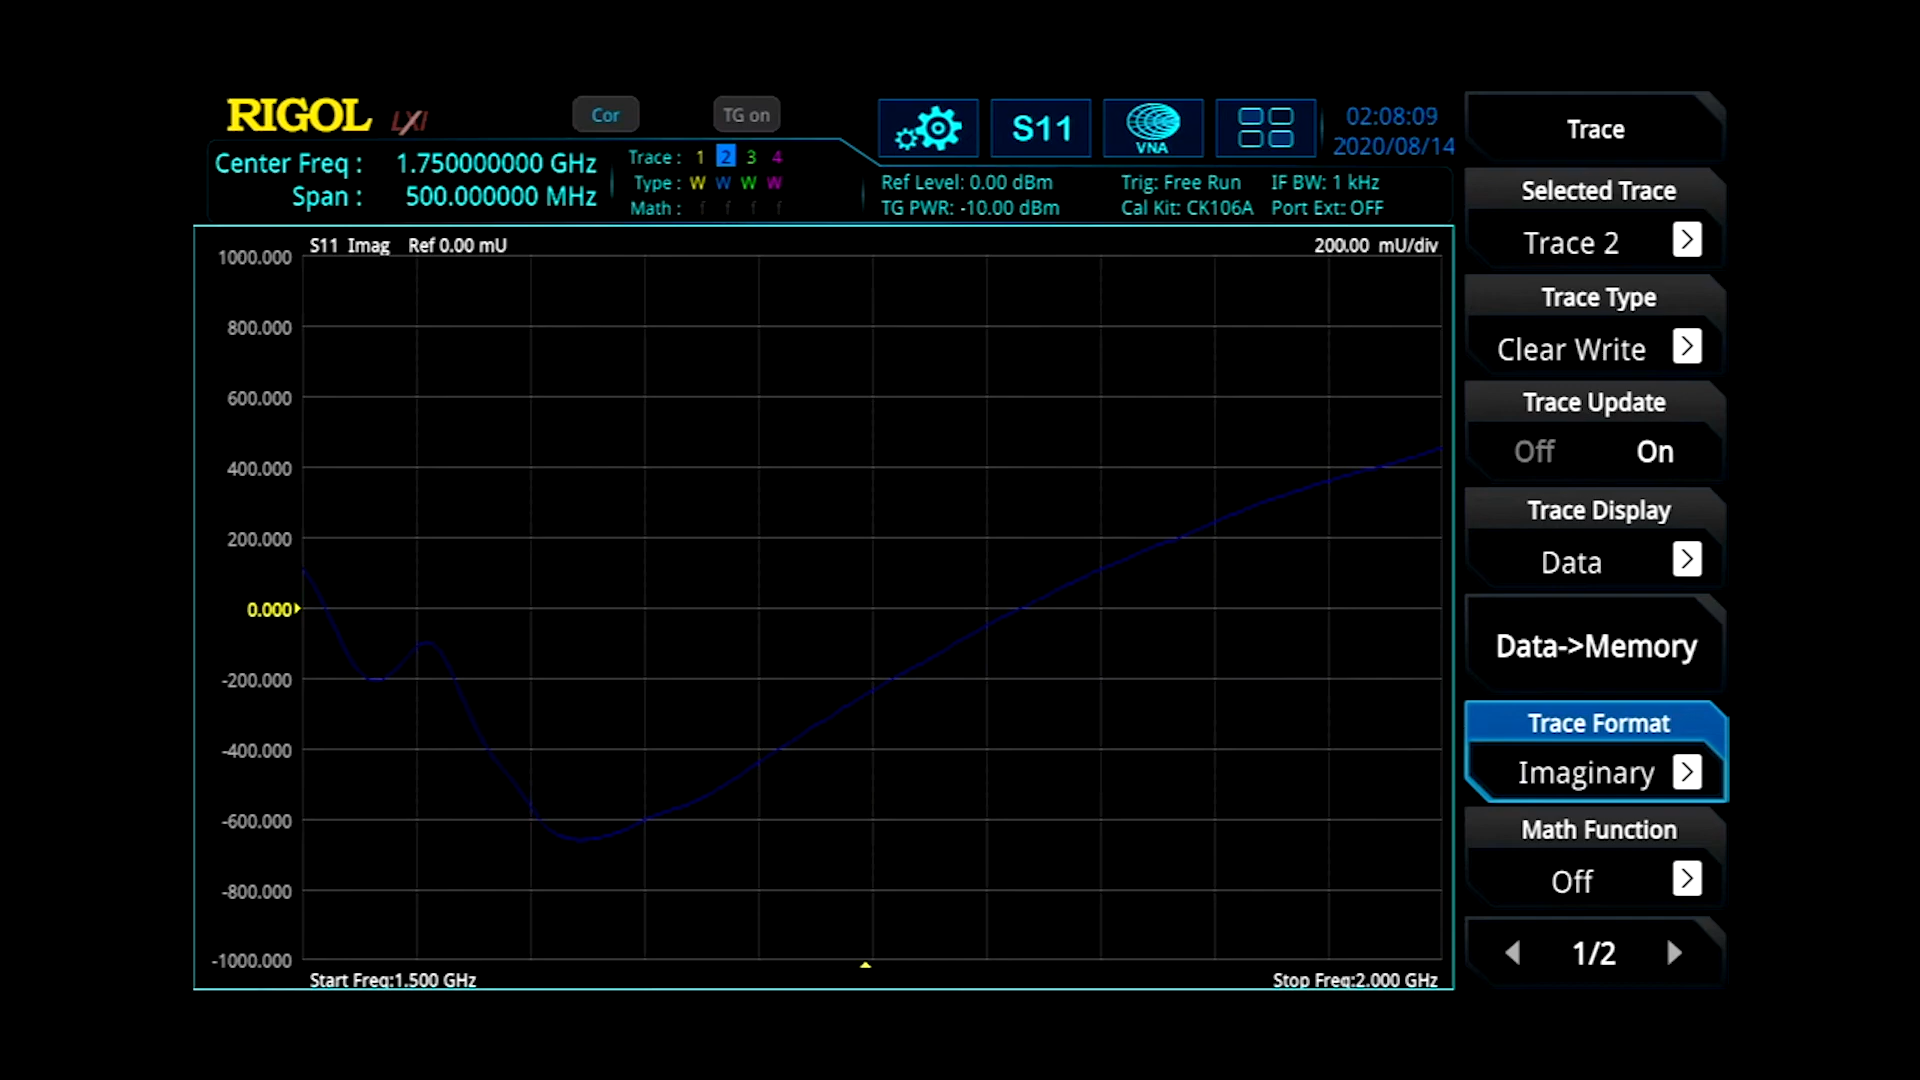 RIGOL LXI
Cor
TG on
S11
VNA
02:08:09
2020/08/14
Center Freq : 1.750000000 GHz
Span : 500.000000 MHz
Trace : 1 2 3 4
Type : W W W W
Math : f f f f
Ref Level: 0.00 dBm
TG PWR: -10.00 dBm
Trig: Free Run
Cal Kit: CK106A
IF BW: 1 kHz
Port Ext: OFF
S11 Imag Ref 0.00 mU
200.00 mU/div
1000.000
800.000
600.000
400.000
200.000
0.000
-200.000
-400.000
-600.000
-800.000
-1000.000
Start Freq:1.500 GHz
Stop Freq:2.000 GHz
Trace
Selected Trace
Trace 2
Trace Type
Clear Write
Trace Update
Off On
Trace Display
Data
Data->Memory
Trace Format
Imaginary
Math Function
Off
1/2